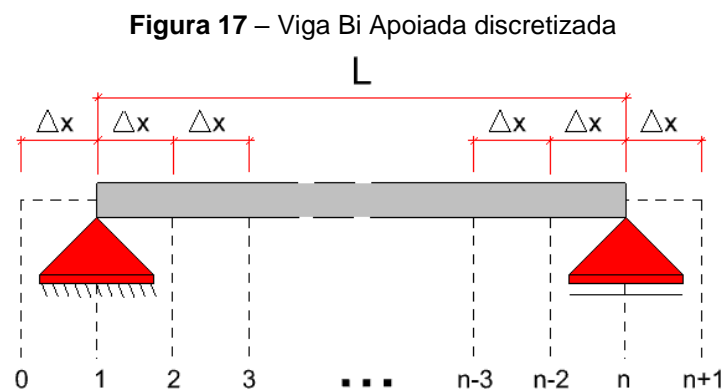 Figura 17 – Viga Bi Apoiada discretizada
L
△x △x △x △x △x △x
0 1 2 3 ... n-3 n-2 n n+1